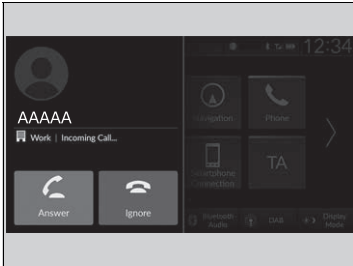 12:34
AAAAA
Work | Incoming Call...
Answer
Ignore
Navigation
Phone
Smartphone
Connection
TA
Bluetooth
Audio
DAB
Display
Mode